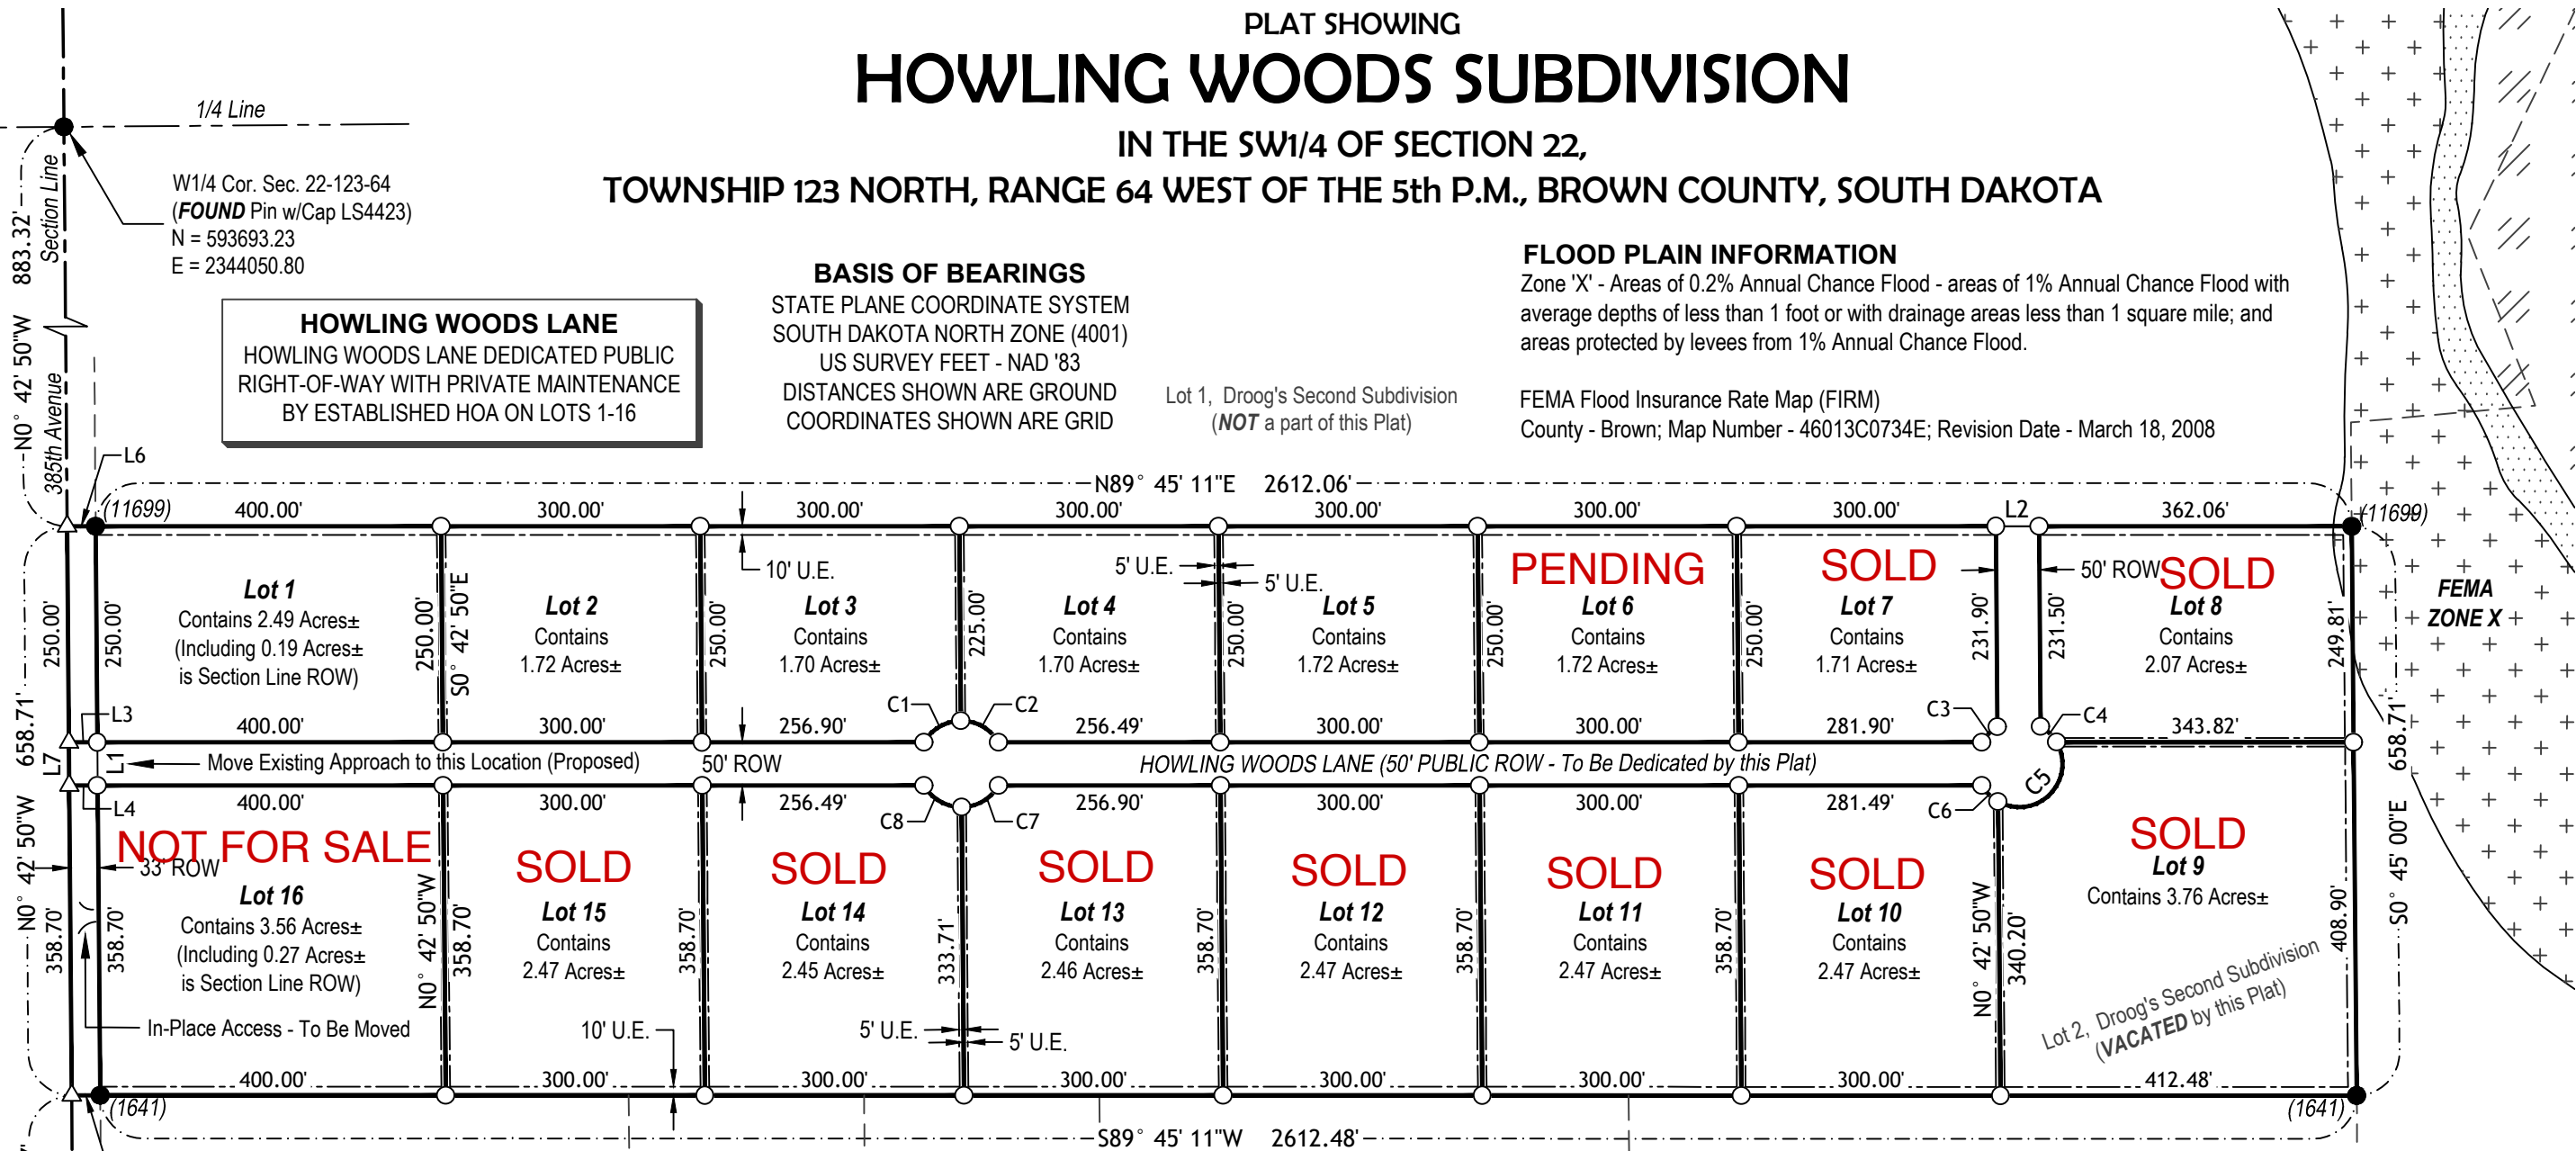 PLAT SHOWING
HOWLING WOODS SUBDIVISION
IN THE SW1/4 OF SECTION 22,
TOWNSHIP 123 NORTH, RANGE 64 WEST OF THE 5th P.M., BROWN COUNTY, SOUTH DAKOTA
1/4 Line
Section Line
883.32'
W1/4 Cor. Sec. 22-123-64
(FOUND Pin w/Cap LS4423)
N = 593693.23
E = 2344050.80
HOWLING WOODS LANE
HOWLING WOODS LANE DEDICATED PUBLIC
RIGHT-OF-WAY WITH PRIVATE MAINTENANCE
BY ESTABLISHED HOA ON LOTS 1-16
BASIS OF BEARINGS
STATE PLANE COORDINATE SYSTEM
SOUTH DAKOTA NORTH ZONE (4001)
US SURVEY FEET - NAD '83
DISTANCES SHOWN ARE GROUND
COORDINATES SHOWN ARE GRID
Lot 1, Droog's Second Subdivision
(NOT a part of this Plat)
FLOOD PLAIN INFORMATION
Zone 'X' - Areas of 0.2% Annual Chance Flood - areas of 1% Annual Chance Flood with
average depths of less than 1 foot or with drainage areas less than 1 square mile; and
areas protected by levees from 1% Annual Chance Flood.
FEMA Flood Insurance Rate Map (FIRM)
County - Brown; Map Number - 46013C0734E; Revision Date - March 18, 2008
N0° 42' 50"W
385th Avenue
L6
N89° 45' 11"E 2612.06'
(11699)
400.00'
300.00'
300.00'
300.00'
300.00'
300.00'
300.00'
L2
362.06'
(11699)
250.00'
250.00'
Lot 1
Contains 2.49 Acres±
(Including 0.19 Acres±
is Section Line ROW)
250.00'
S0° 42' 50"E
Lot 2
Contains
1.72 Acres±
250.00'
10' U.E.
Lot 3
Contains
1.70 Acres±
225.00'
5' U.E.
5' U.E.
Lot 4
Contains
1.70 Acres±
250.00'
Lot 5
Contains
1.72 Acres±
250.00'
PENDING
Lot 6
Contains
1.72 Acres±
250.00'
SOLD
Lot 7
Contains
1.71 Acres±
231.90'
231.50'
50' ROW
SOLD
Lot 8
Contains
2.07 Acres±
249.81'
FEMA
ZONE X
658.71'
L3
400.00'
300.00'
256.90'
C1
C2
256.49'
300.00'
300.00'
281.90'
C3
C4
343.82'
658.71'
L7
L1
Move Existing Approach to this Location (Proposed)
50' ROW
HOWLING WOODS LANE (50' PUBLIC ROW - To Be Dedicated by this Plat)
C5
L4
400.00'
300.00'
256.49'
C8
C7
256.90'
300.00'
300.00'
281.49'
C6
N0° 42' 50"W
358.70'
NOT FOR SALE
33' ROW
358.70'
Lot 16
Contains 3.56 Acres±
(Including 0.27 Acres±
is Section Line ROW)
In-Place Access - To Be Moved
N0° 42' 50"W
358.70'
SOLD
Lot 15
Contains
2.47 Acres±
358.70'
10' U.E.
SOLD
Lot 14
Contains
2.45 Acres±
333.71'
5' U.E.
5' U.E.
SOLD
Lot 13
Contains
2.46 Acres±
358.70'
SOLD
Lot 12
Contains
2.47 Acres±
358.70'
SOLD
Lot 11
Contains
2.47 Acres±
358.70'
SOLD
Lot 10
Contains
2.47 Acres±
N0° 42' 50"W
340.20'
SOLD
Lot 9
Contains 3.76 Acres±
408.90'
S0° 45' 00"E
Lot 2, Droog's Second Subdivision
(VACATED by this Plat)
400.00'
300.00'
300.00'
300.00'
300.00'
300.00'
300.00'
412.48'
(1641)
(1641)
S89° 45' 11"W 2612.48'